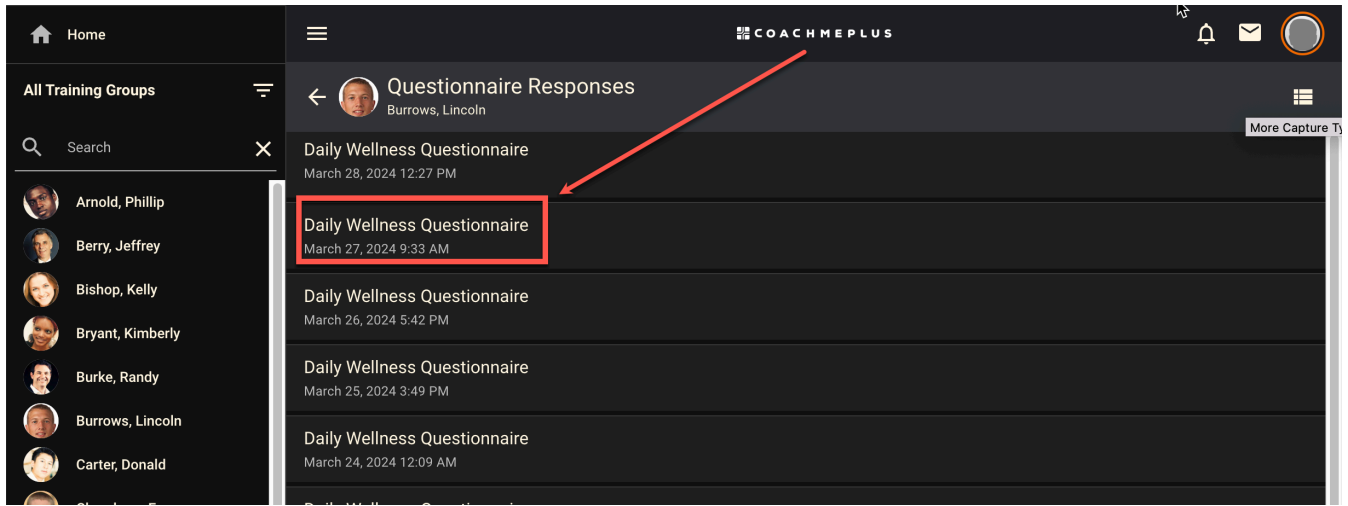 Home
COACHMEPLUS
All Training Groups
Questionnaire Responses
Burrows, Lincoln
More Capture
Search
Daily Wellness Questionnaire
March 28, 2024 12:27 PM
Arnold, Phillip
Daily Wellness Questionnaire
March 27, 2024 9:33 AM
Berry, Jeffrey
Bishop, Kelly
Daily Wellness Questionnaire
March 26, 2024 5:42 PM
Bryant, Kimberly
Burke, Randy
Daily Wellness Questionnaire
March 25, 2024 3:49 PM
Burrows, Lincoln
Carter, Donald
Daily Wellness Questionnaire
March 24, 2024 12:09 AM